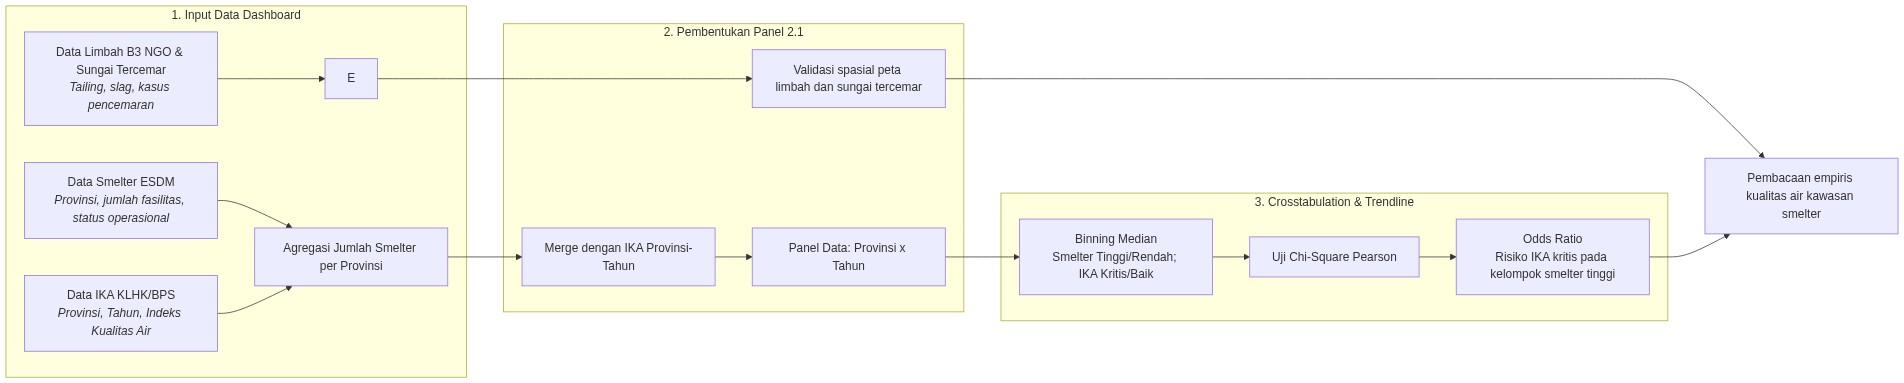 1. Input Data Dashboard
Data Limbah B3 NGO &
Sungai Tercemar
Tailing, slag, kasus
pencemaran
E
Data Smelter ESDM
Provinsi, jumlah fasilitas,
status operasional
Agregasi Jumlah Smelter
per Provinsi
Data IKA KLHK/BPS
Provinsi, Tahun, Indeks
Kualitas Air
2. Pembentukan Panel 2.1
Validasi spasial peta
limbah dan sungai tercemar
Merge dengan IKA Provinsi-
Tahun
Panel Data: Provinsi x
Tahun
3. Crosstabulation & Trendline
Binning Median
Smelter Tinggi/Rendah;
IKA Kritis/Baik
Uji Chi-Square Pearson
Odds Ratio
Risiko IKA kritis pada
kelompok smelter tinggi
Pembacaan empiris
kualitas air kawasan
smelter